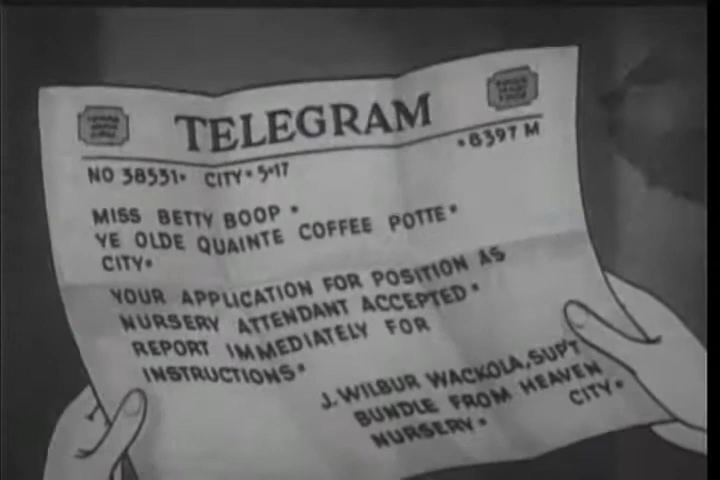 TELEGRAM
NO 38531• CITY • 5•17 •8397 M
MISS BETTY BOOP •
YE OLDE QUAINTE COFFEE POTTE•
CITY•
YOUR APPLICATION FOR POSITION AS
NURSERY ATTENDANT ACCEPTED•
REPORT IMMEDIATELY FOR
INSTRUCTIONS•
J. WILBUR WACKOLA, SUP'T
BUNDLE FROM HEAVEN
NURSERY• CITY•